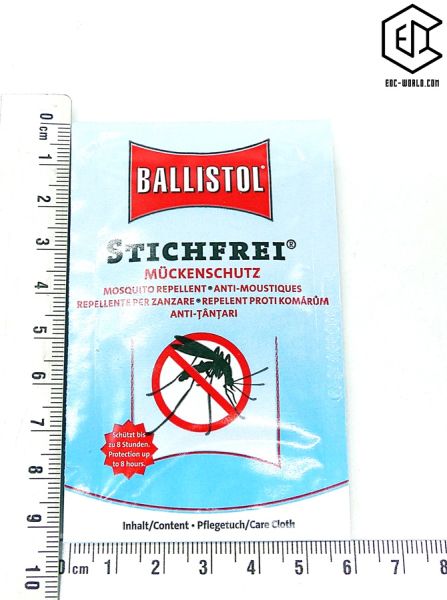 EDC-WORLD.COM
BALLISTOL®
STICHFREI®
MÜCKENSCHUTZ
MOSQUITO REPELLENT • ANTI-MOUSTIQUES
REPELLENTE PER ZANZARE • REPELENT PROTI KOMÁRŮM
ANTI-ȚÂNȚARI
Schützt bis
zu 8 Stunden.
Protection up
to 8 hours.
Inhalt/Content • Pflegetuch/Care Cloth
0 cm 1 2 3 4 5 6 7 8 9 10
0 cm 1 2 3 4 5 6 7 8